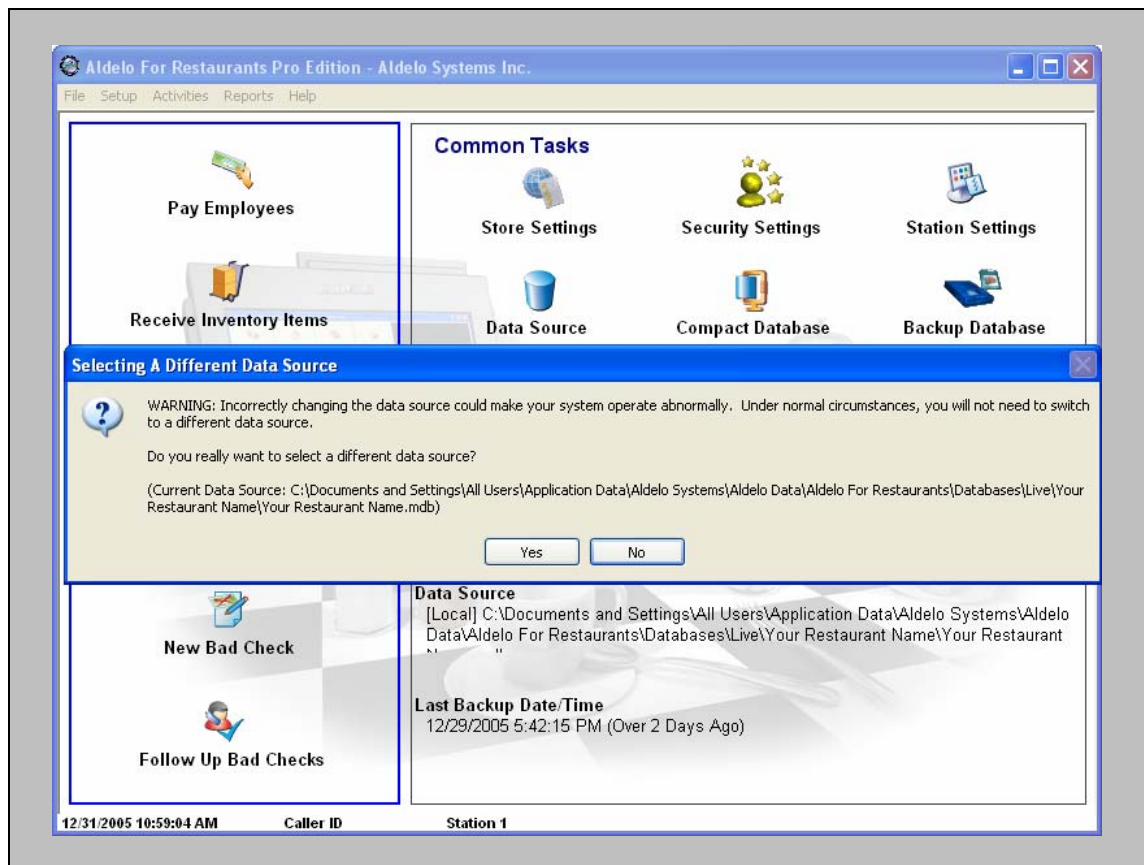 Aldelo For Restaurants Pro Edition - Aldelo Systems Inc.
File Setup Activities Reports Help
Pay Employees
Receive Inventory Items
Common Tasks
Store Settings
Security Settings
Station Settings
Data Source
Compact Database
Backup Database
Selecting A Different Data Source
WARNING: Incorrectly changing the data source could make your system operate abnormally. Under normal circumstances, you will not need to switch
to a different data source.
Do you really want to select a different data source?
(Current Data Source: C:\Documents and Settings\All Users\Application Data\Aldelo Systems\Aldelo Data\Aldelo For Restaurants\Databases\Live\Your
Restaurant Name\Your Restaurant Name.mdb)
Yes
No
New Bad Check
Follow Up Bad Checks
Data Source
[Local] C:\Documents and Settings\All Users\Application Data\Aldelo Systems\Aldelo
Data\Aldelo For Restaurants\Databases\Live\Your Restaurant Name\Your Restaurant
Last Backup Date/Time
12/29/2005 5:42:15 PM (Over 2 Days Ago)
12/31/2005 10:59:04 AM
Caller ID
Station 1